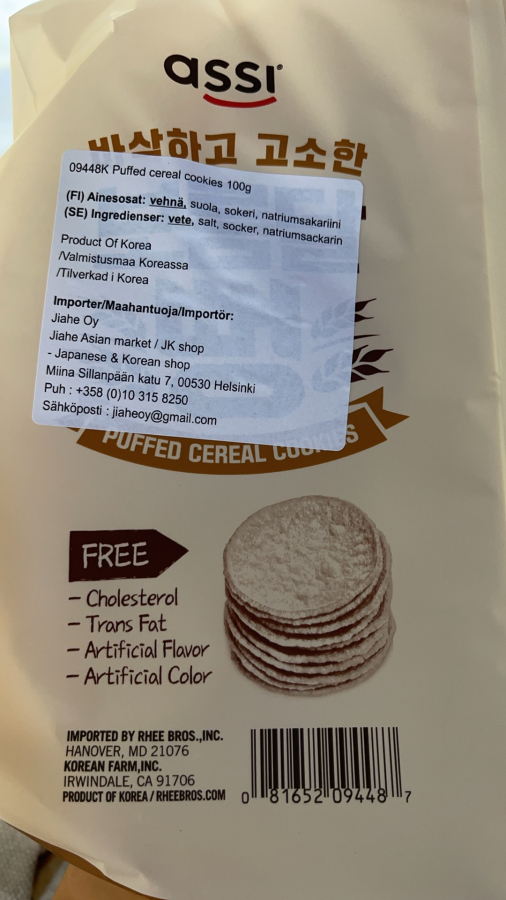 assi®
바삭하고 고소한
09448K Puffed cereal cookies 100g
(FI) Ainesosat: vehnä, suola, sokeri, natriumsakariini
(SE) Ingredienser: vete, salt, socker, natriumsackarin
Product Of Korea
/Valmistusmaa Koreassa
/Tilverkad i Korea
Importer/Maahantuoja/Importör:
Jiahe Oy
Jiahe Asian market / JK shop
- Japanese & Korean shop
Miina Sillanpään katu 7, 00530 Helsinki
Puh : +358 (0)10 315 8250
Sähköposti : jiaheoy@gmail.com
PUFFED CEREAL COOKIES
FREE
– Cholesterol
– Trans Fat
– Artificial Flavor
– Artificial Color
IMPORTED BY RHEE BROS.,INC.
HANOVER, MD 21076
KOREAN FARM,INC.
IRWINDALE, CA 91706
PRODUCT OF KOREA / RHEEBROS.COM
0 81652 09448 7